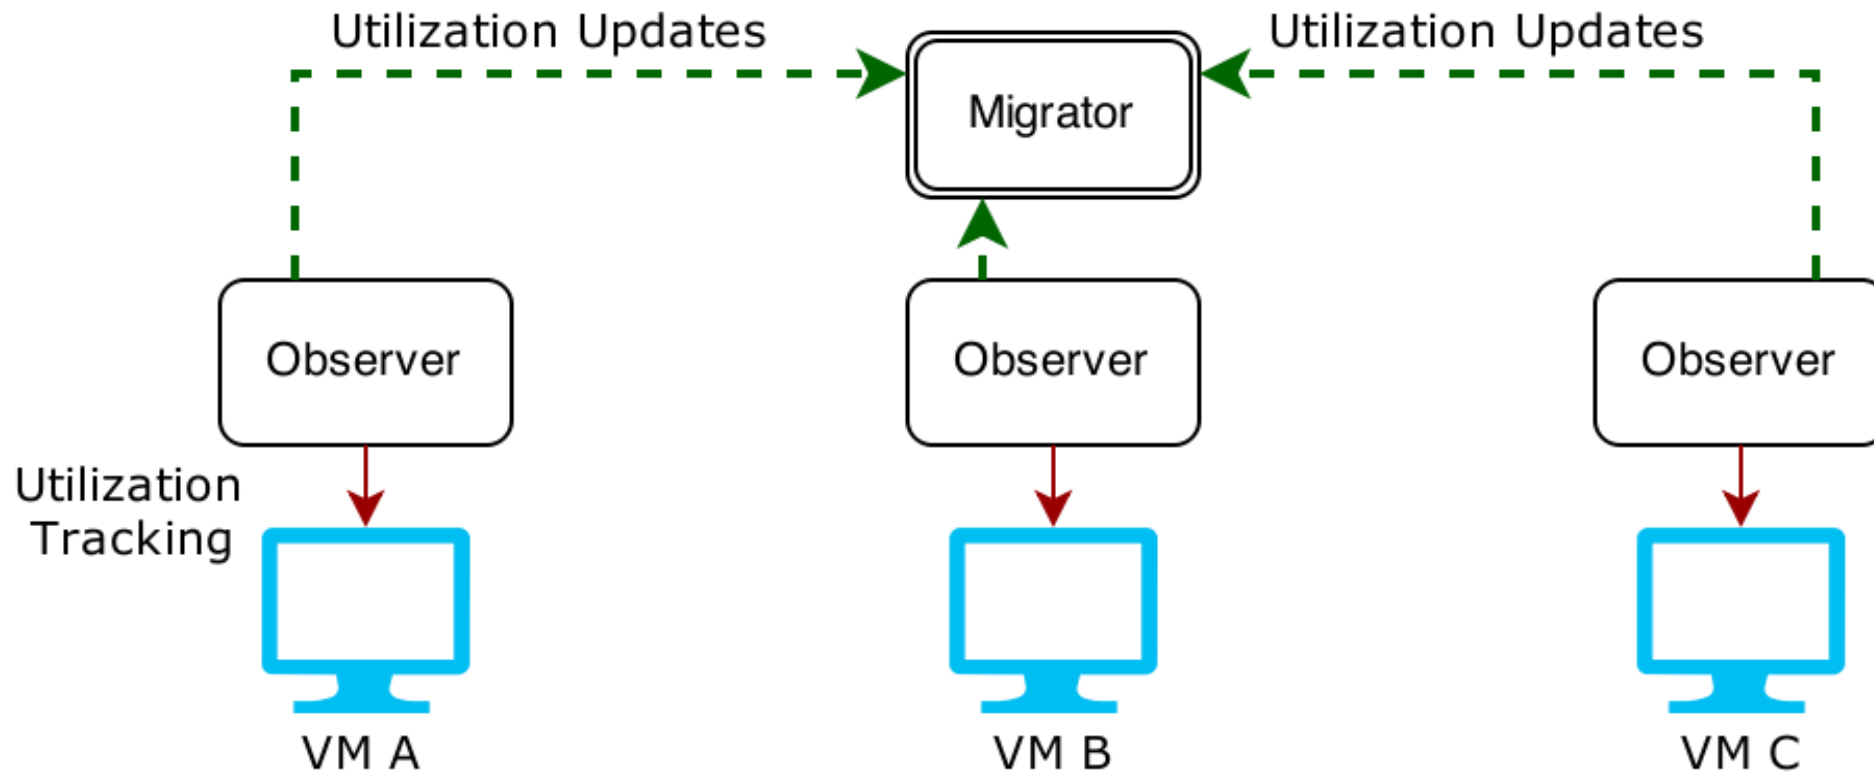 Utilization Updates
Utilization Updates
Migrator
Observer
Observer
Observer
Utilization
Tracking
VM A
VM B
VM C